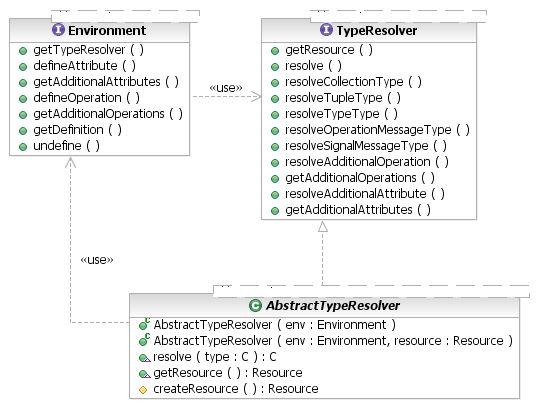 Environment
getTypeResolver ( )
defineAttribute ( )
getAdditionalAttributes ( )
defineOperation ( )
getAdditionalOperations ( )
getDefinition ( )
undefine ( )
«use»
TypeResolver
getResource ( )
resolve ( )
resolveCollectionType ( )
resolveTupleType ( )
resolveTypeType ( )
resolveOperationMessageType ( )
resolveSignalMessageType ( )
resolveAdditionalOperation ( )
getAdditionalOperations ( )
resolveAdditionalAttribute ( )
getAdditionalAttributes ( )
«use»
AbstractTypeResolver
AbstractTypeResolver ( env : Environment )
AbstractTypeResolver ( env : Environment, resource : Resource )
resolve ( type : C ) : C
getResource ( ) : Resource
createResource ( ) : Resource